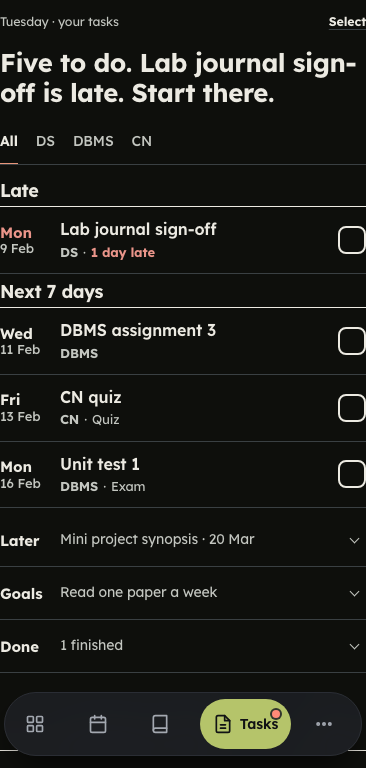 Tuesday · your tasks
Select
Five to do. Lab journal sign-
off is late. Start there.
All DS DBMS CN
Late
Mon
9 Feb
Lab journal sign-off
DS · 1 day late
Next 7 days
Wed
11 Feb
DBMS assignment 3
DBMS
Fri
13 Feb
CN quiz
CN · Quiz
Mon
16 Feb
Unit test 1
DBMS · Exam
Later Mini project synopsis · 20 Mar
Goals Read one paper a week
Done 1 finished
Tasks